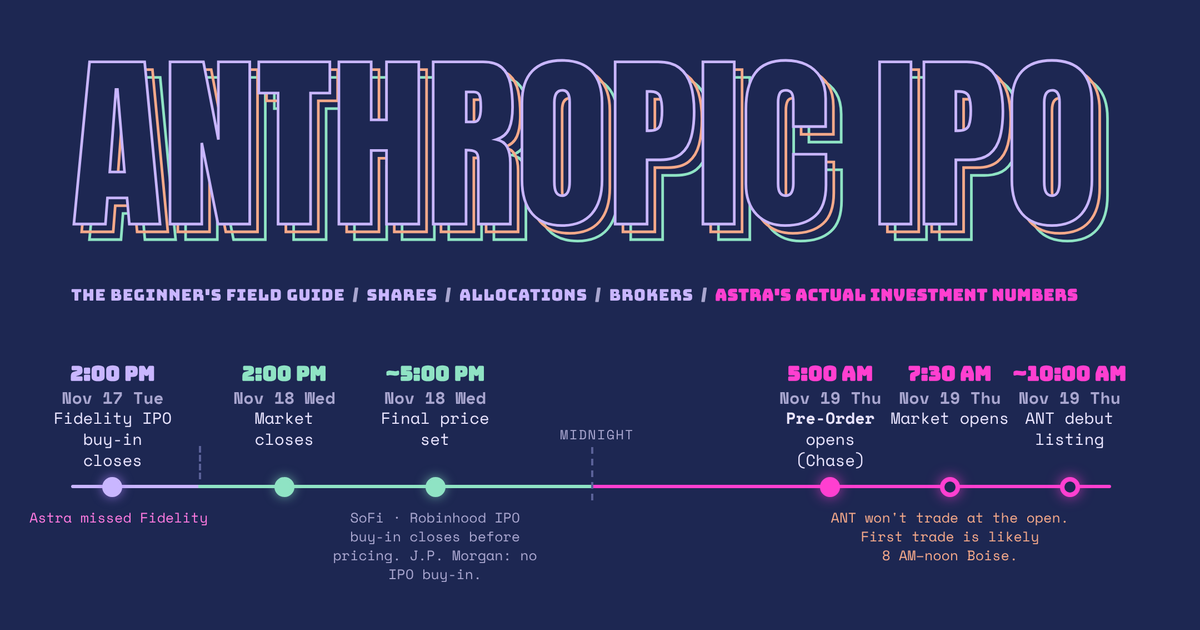 ANTHROPIC IPO
THE BEGINNER'S FIELD GUIDE / SHARES / ALLOCATIONS / BROKERS / ASTRA'S ACTUAL INVESTMENT NUMBERS
2:00 PM
Nov 17 Tue
Fidelity IPO
buy-in
closes
Astra missed Fidelity
2:00 PM
Nov 18 Wed
Market
closes
~5:00 PM
Nov 18 Wed
Final price
set
SoFi · Robinhood IPO
buy-in closes before
pricing. J.P. Morgan: no
IPO buy-in.
MIDNIGHT
5:00 AM
Nov 19 Thu
Pre-Order
opens
(Chase)
7:30 AM
Nov 19 Thu
Market opens
~10:00 AM
Nov 19 Thu
ANT debut
listing
ANT won't trade at the open.
First trade is likely
8 AM–noon Boise.